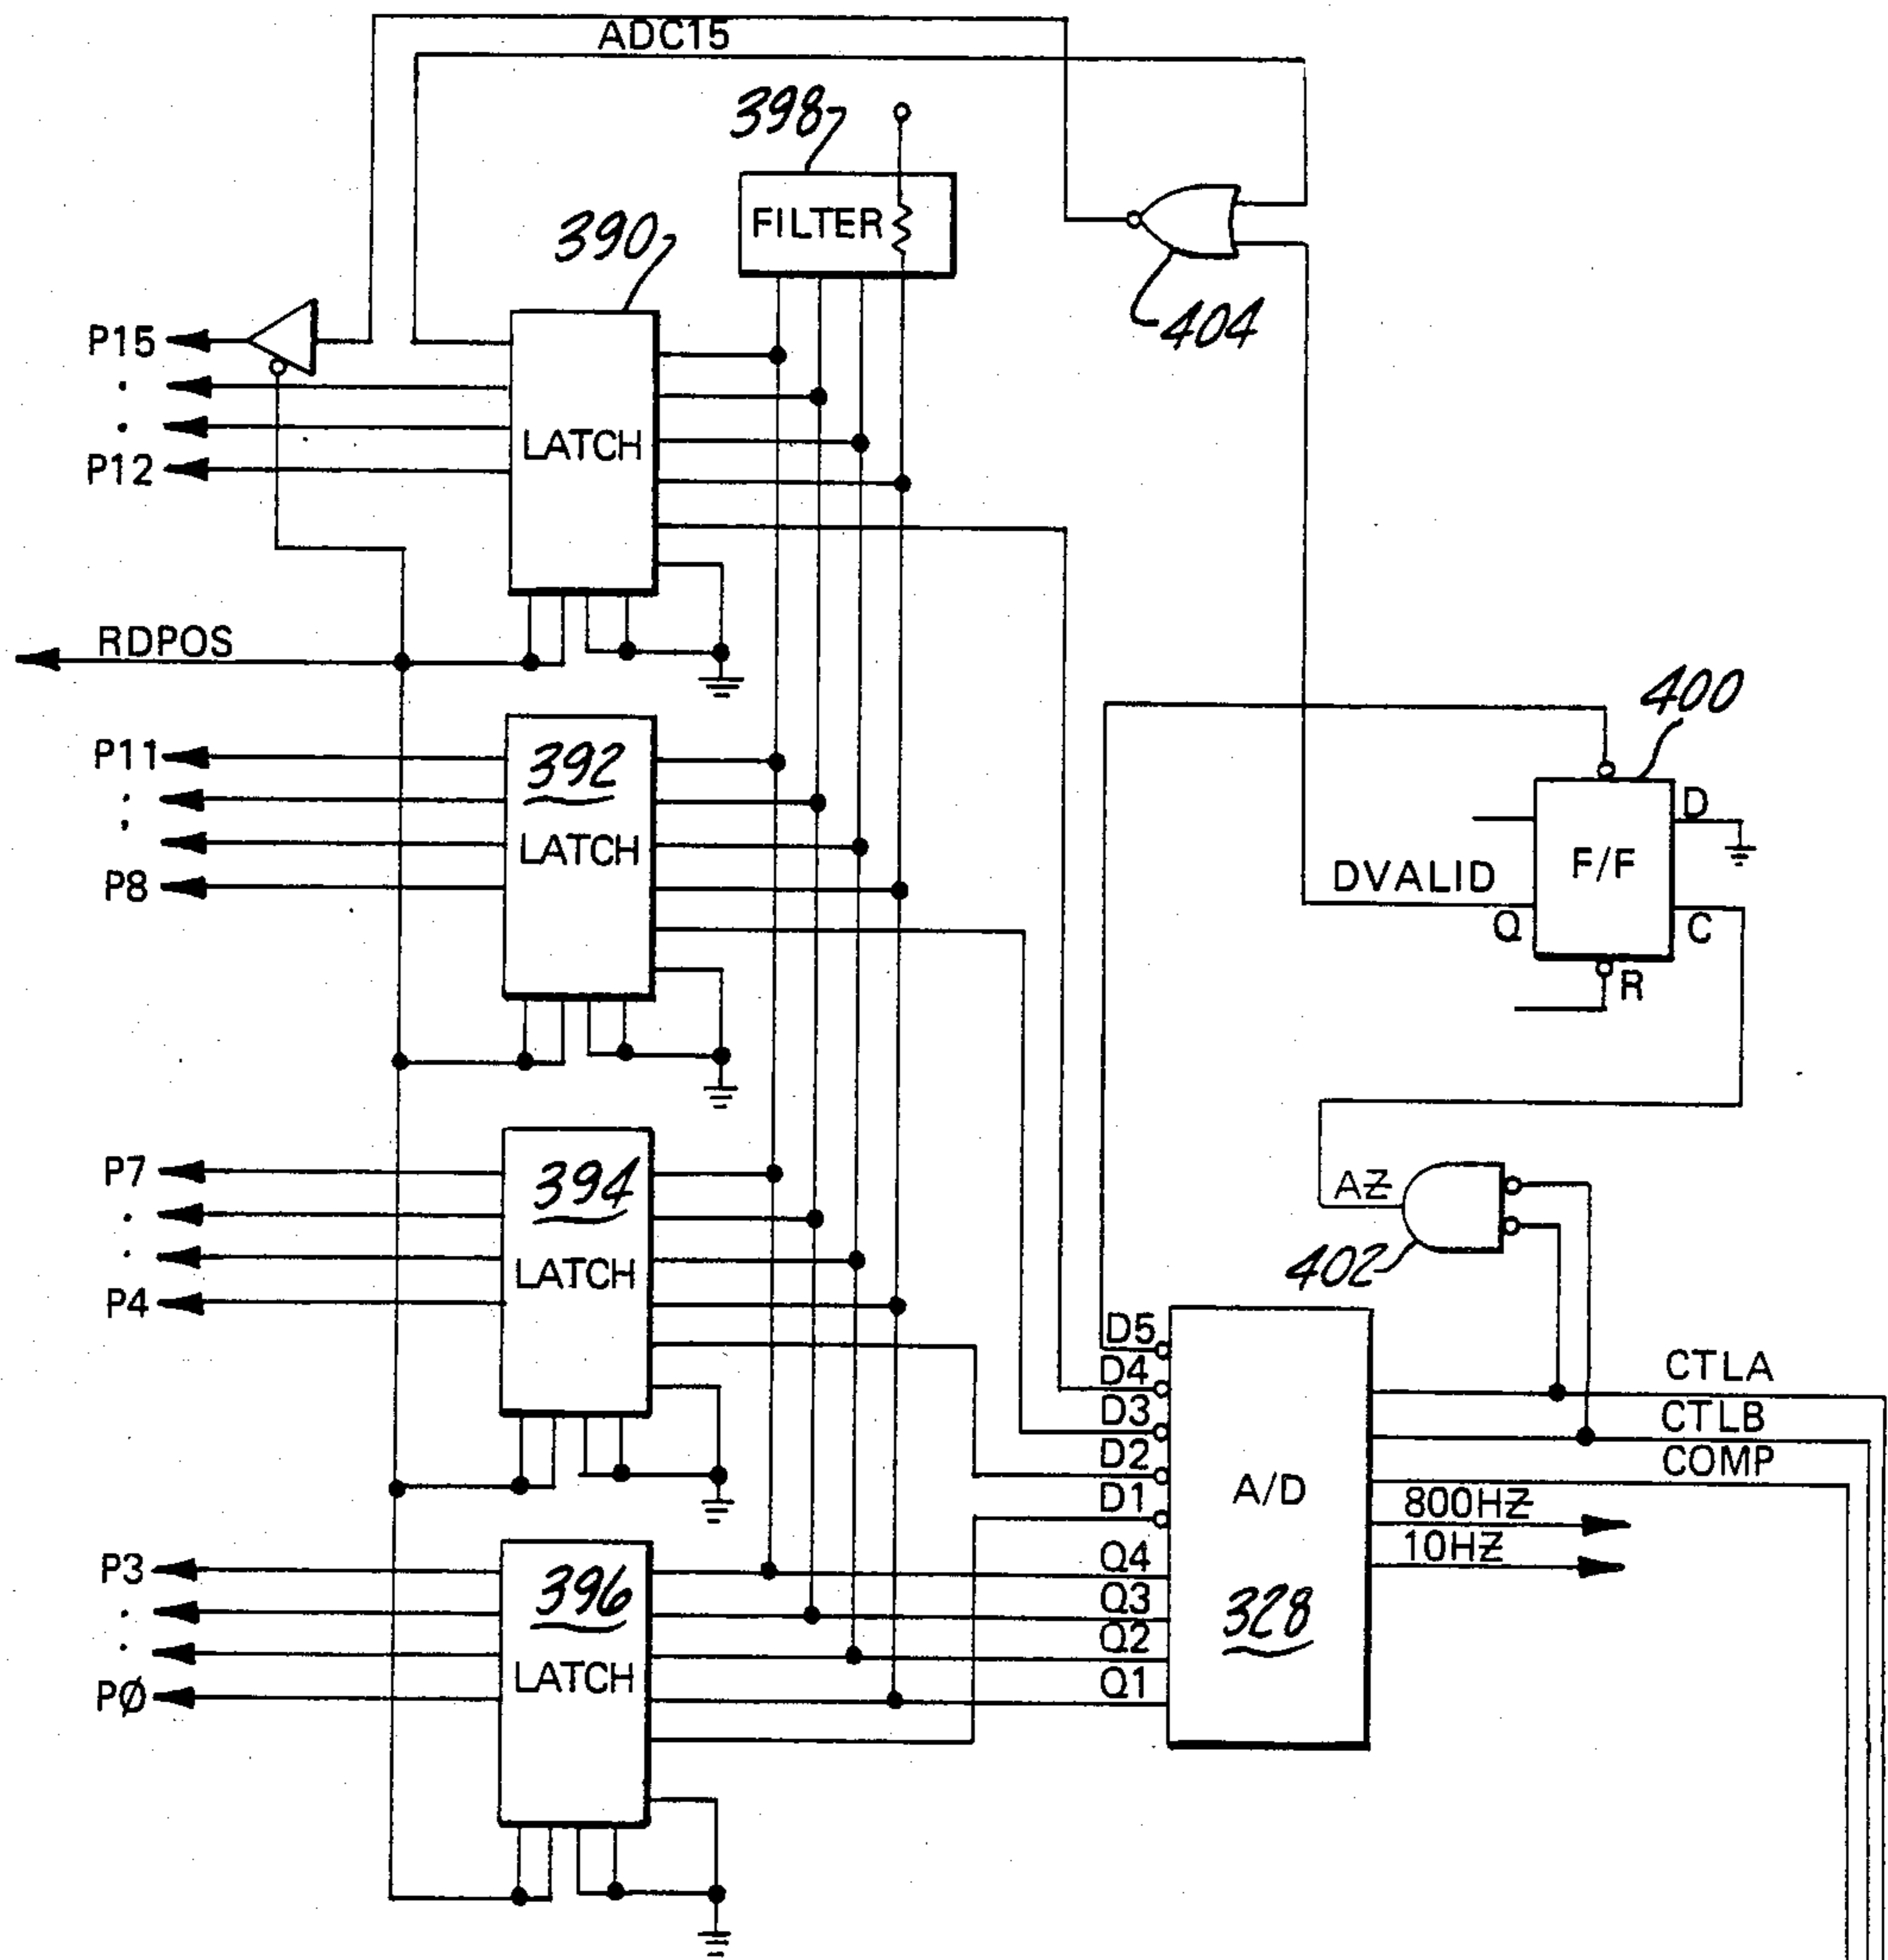 ADC15
398
FILTER
390
404
P15
.
.
P12
LATCH
RDPOS
400
P11
:
;
P8
392
LATCH
D
F/F
DVALID
Q
C
R
P7
.
.
P4
394
LATCH
AZ
402
D5
D4
D3
D2
D1
Q4
Q3
Q2
Q1
A/D
328
CTLA
CTLB
COMP
800HZ
10HZ
P3
.
.
PØ
396
LATCH